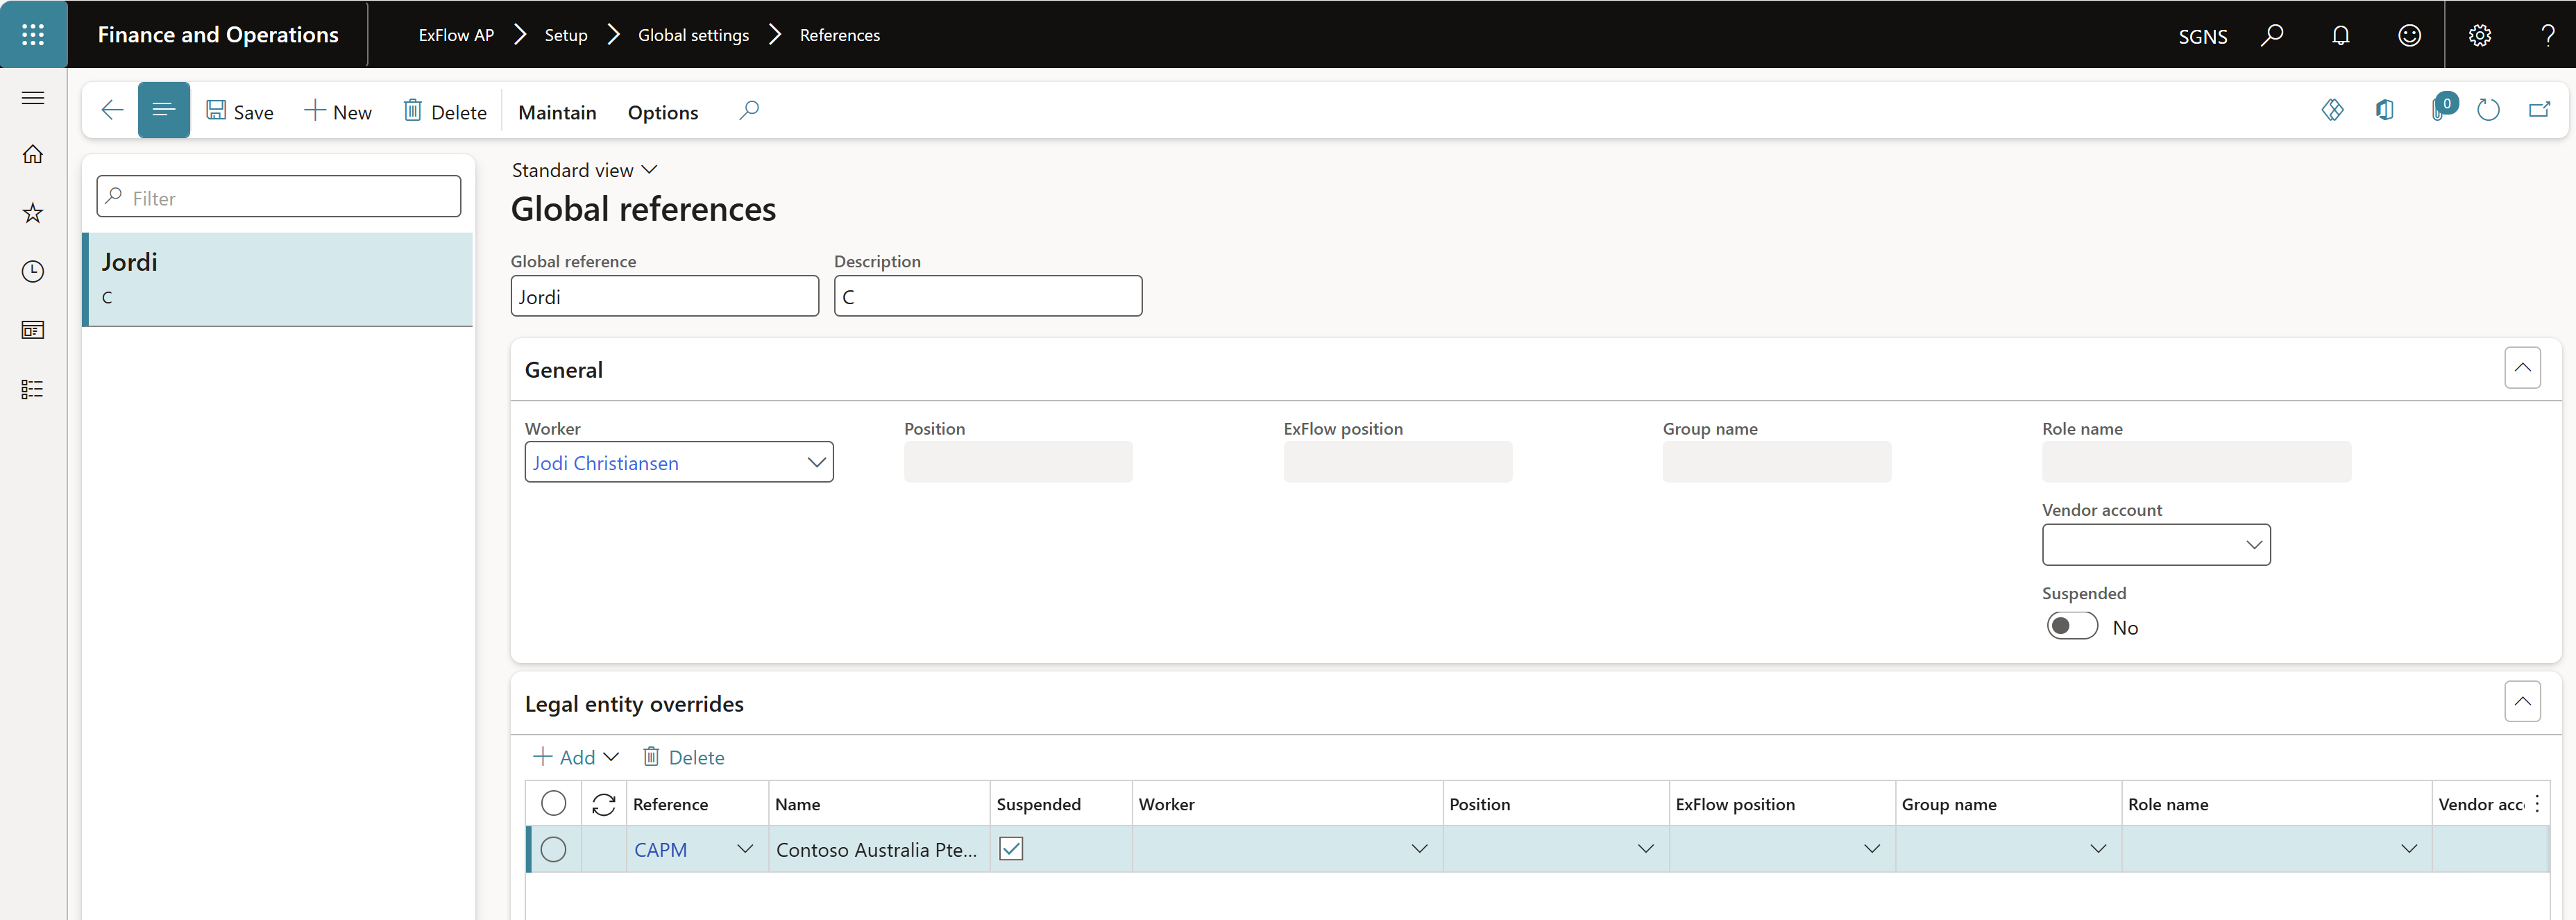 Finance and Operations
ExFlow AP > Setup > Global settings > References
SGNS
?
Save
New
Delete
Maintain
Options
0
Filter
Jordi
C
Standard view
Global references
Global reference
Description
Jordi
C
General
Worker
Position
ExFlow position
Group name
Role name
Jodi Christiansen
Vendor account
Suspended
No
Legal entity overrides
Add
Delete
Reference Name Suspended Worker Position ExFlow position Group name Role name Vendor acc
CAPM Contoso Australia Pte...